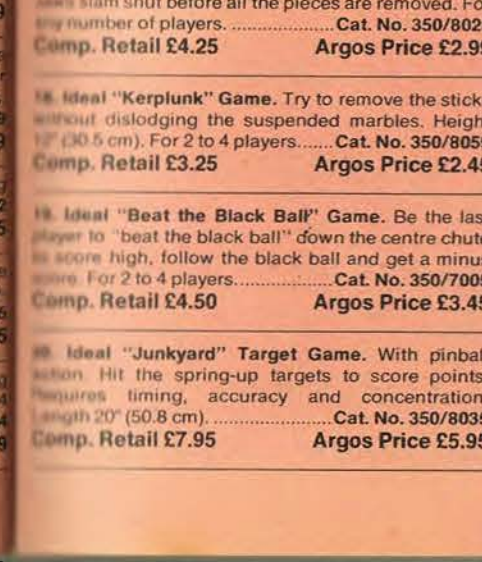 slam shut before all the pieces are removed. Fo
any number of players. .................Cat. No. 350/802
Comp. Retail £4.25 Argos Price £2.9
18. Ideal "Kerplunk" Game. Try to remove the stick
without dislodging the suspended marbles. Heigh
12" (30.5 cm). For 2 to 4 players.......Cat. No. 350/805
Comp. Retail £3.25 Argos Price £2.4
19. Ideal "Beat the Black Ball" Game. Be the las
player to "beat the black ball" down the centre chut
to score high, follow the black ball and get a minu
score. For 2 to 4 players.................Cat. No. 350/700
Comp. Retail £4.50 Argos Price £3.4
Ideal "Junkyard" Target Game. With pinbal
action. Hit the spring-up targets to score points
Requires timing, accuracy and concentration
Length 20" (50.8 cm). .....................Cat. No. 350/803
Comp. Retail £7.95 Argos Price £5.9